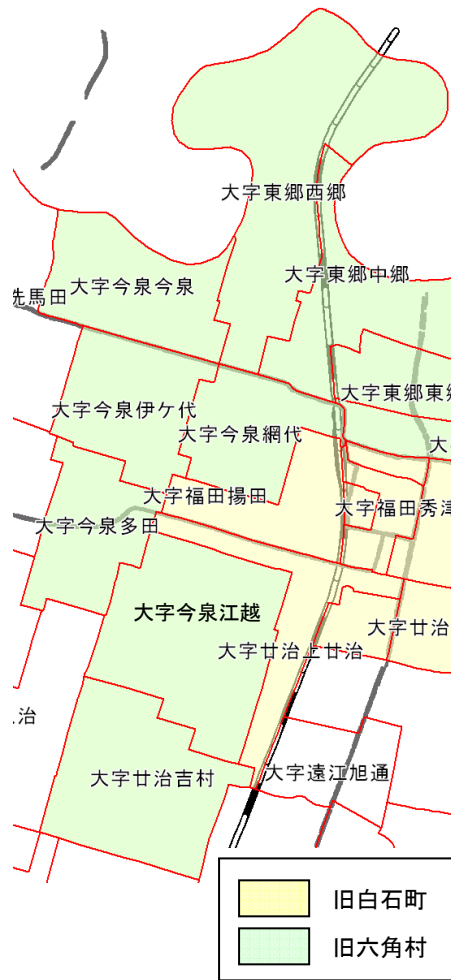 大字東郷西郷
大字東郷中郷
大字今泉今泉
洗馬田
大字東郷東
大字今泉伊ケ代
大字今泉網代
大
大字福田揚田
大字福田秀津
大字今泉多田
大字今泉江越
大字廿治
大字廿治上廿治
治
大字廿治吉村
大字遠江旭通
旧白石町
旧六角村